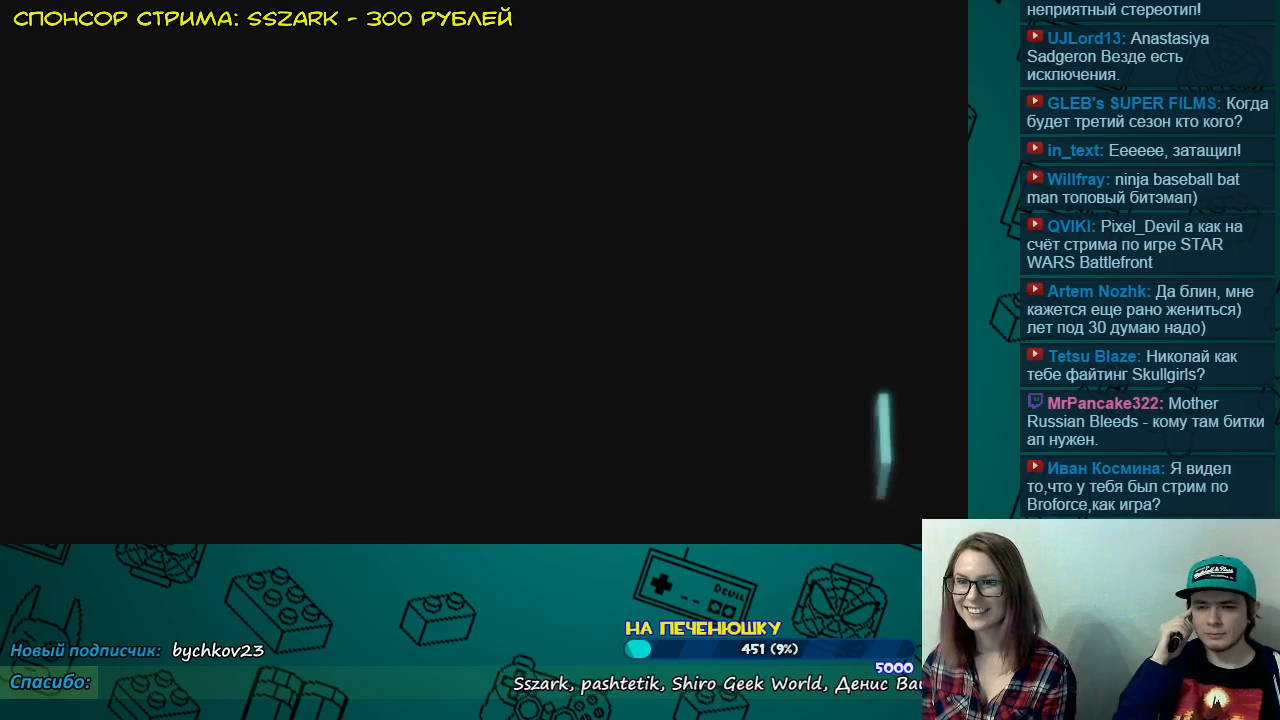 СПОНСОР СТРИМА: SSZARK - 300 РУБЛЕЙ
неприятный стереотип!
UJLord13: Anastasiya
Sadgeron Везде есть
исключения.
GLEB's SUPER FILMS: Когда
будет третий сезон кто кого?
in_text: Еееееe, затащил!
Willfray: ninja baseball bat
man топовый битэмап)
QVIKI: Pixel_Devil а как на
счёт стрима по игре STAR
WARS Battlefront
Artem Nozhk: Да блин, мне
кажется еще рано жениться)
лет под 30 думаю надо)
Tetsu Blaze: Николай как
тебе файтинг Skullgirls?
MrPancake322: Mother
Russian Bleeds - кому там битки
ап нужен.
Иван Космина: Я видел
то,что у тебя был стрим по
Broforce,как игра?
Devil
НА ПЕЧЕНЮШКУ
451 (9%)
5000
Новый подписчик: bychkov23
Спасибо:
Sszark, pashtetik, Shiro Geek World, Денис Ваи